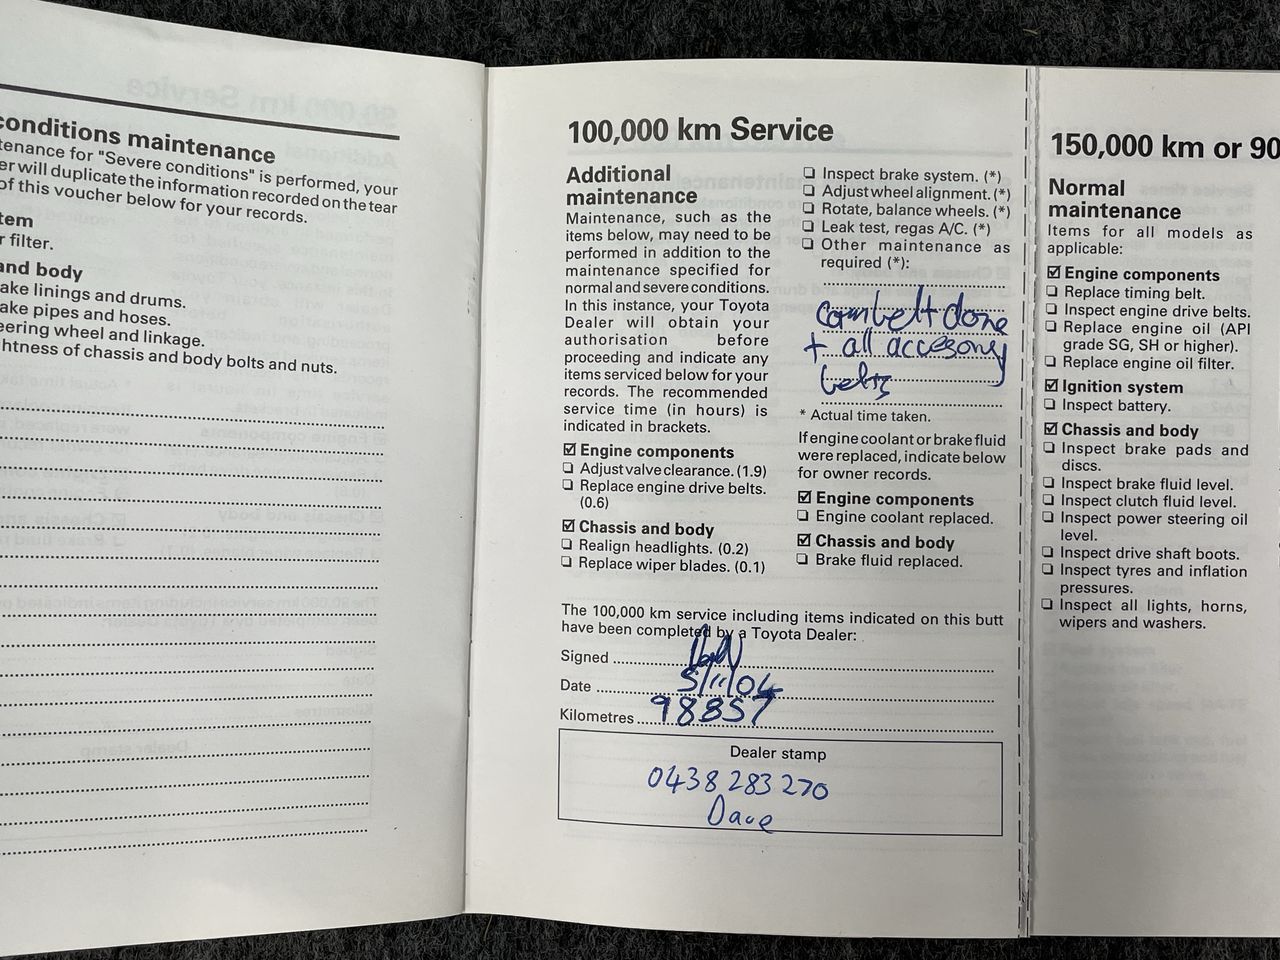 conditions maintenance
tenance for "Severe conditions" is performed, your
er will duplicate the information recorded on the tear
of this voucher below for your records.
tem
r filter.
and body
ake linings and drums.
ake pipes and hoses.
eering wheel and linkage.
htness of chassis and body bolts and nuts.
100,000 km Service
Additional
maintenance
Maintenance, such as the
items below, may need to be
performed in addition to the
maintenance specified for
normal and severe conditions.
In this instance, your Toyota
Dealer will obtain your
authorisation before
proceeding and indicate any
items serviced below for your
records. The recommended
service time (in hours) is
indicated in brackets.
☑ Engine components
❏ Adjust valve clearance. (1.9)
❏ Replace engine drive belts.
(0.6)
☑ Chassis and body
❏ Realign headlights. (0.2)
❏ Replace wiper blades. (0.1)
❏ Inspect brake system. (*)
❏ Adjust wheel alignment. (*)
❏ Rotate, balance wheels. (*)
❏ Leak test, regas A/C. (*)
❏ Other maintenance as
required (*):
cambelt done
+ all accesory
belts
* Actual time taken.
If engine coolant or brake fluid
were replaced, indicate below
for owner records.
☑ Engine components
❏ Engine coolant replaced.
☑ Chassis and body
❏ Brake fluid replaced.
The 100,000 km service including items indicated on this butt
have been completed by a Toyota Dealer:
Signed
Date 5/11/04
Kilometres 98857
Dealer stamp
0438 283 270
Dave
150,000 km or 90
Normal
maintenance
Items for all models as
applicable:
☑ Engine components
❏ Replace timing belt.
❏ Inspect engine drive belts.
❏ Replace engine oil (API
grade SG, SH or higher).
❏ Replace engine oil filter.
☑ Ignition system
❏ Inspect battery.
☑ Chassis and body
❏ Inspect brake pads and
discs.
❏ Inspect brake fluid level.
❏ Inspect clutch fluid level.
❏ Inspect power steering oil
level.
❏ Inspect drive shaft boots.
❏ Inspect tyres and inflation
pressures.
❏ Inspect all lights, horns,
wipers and washers.